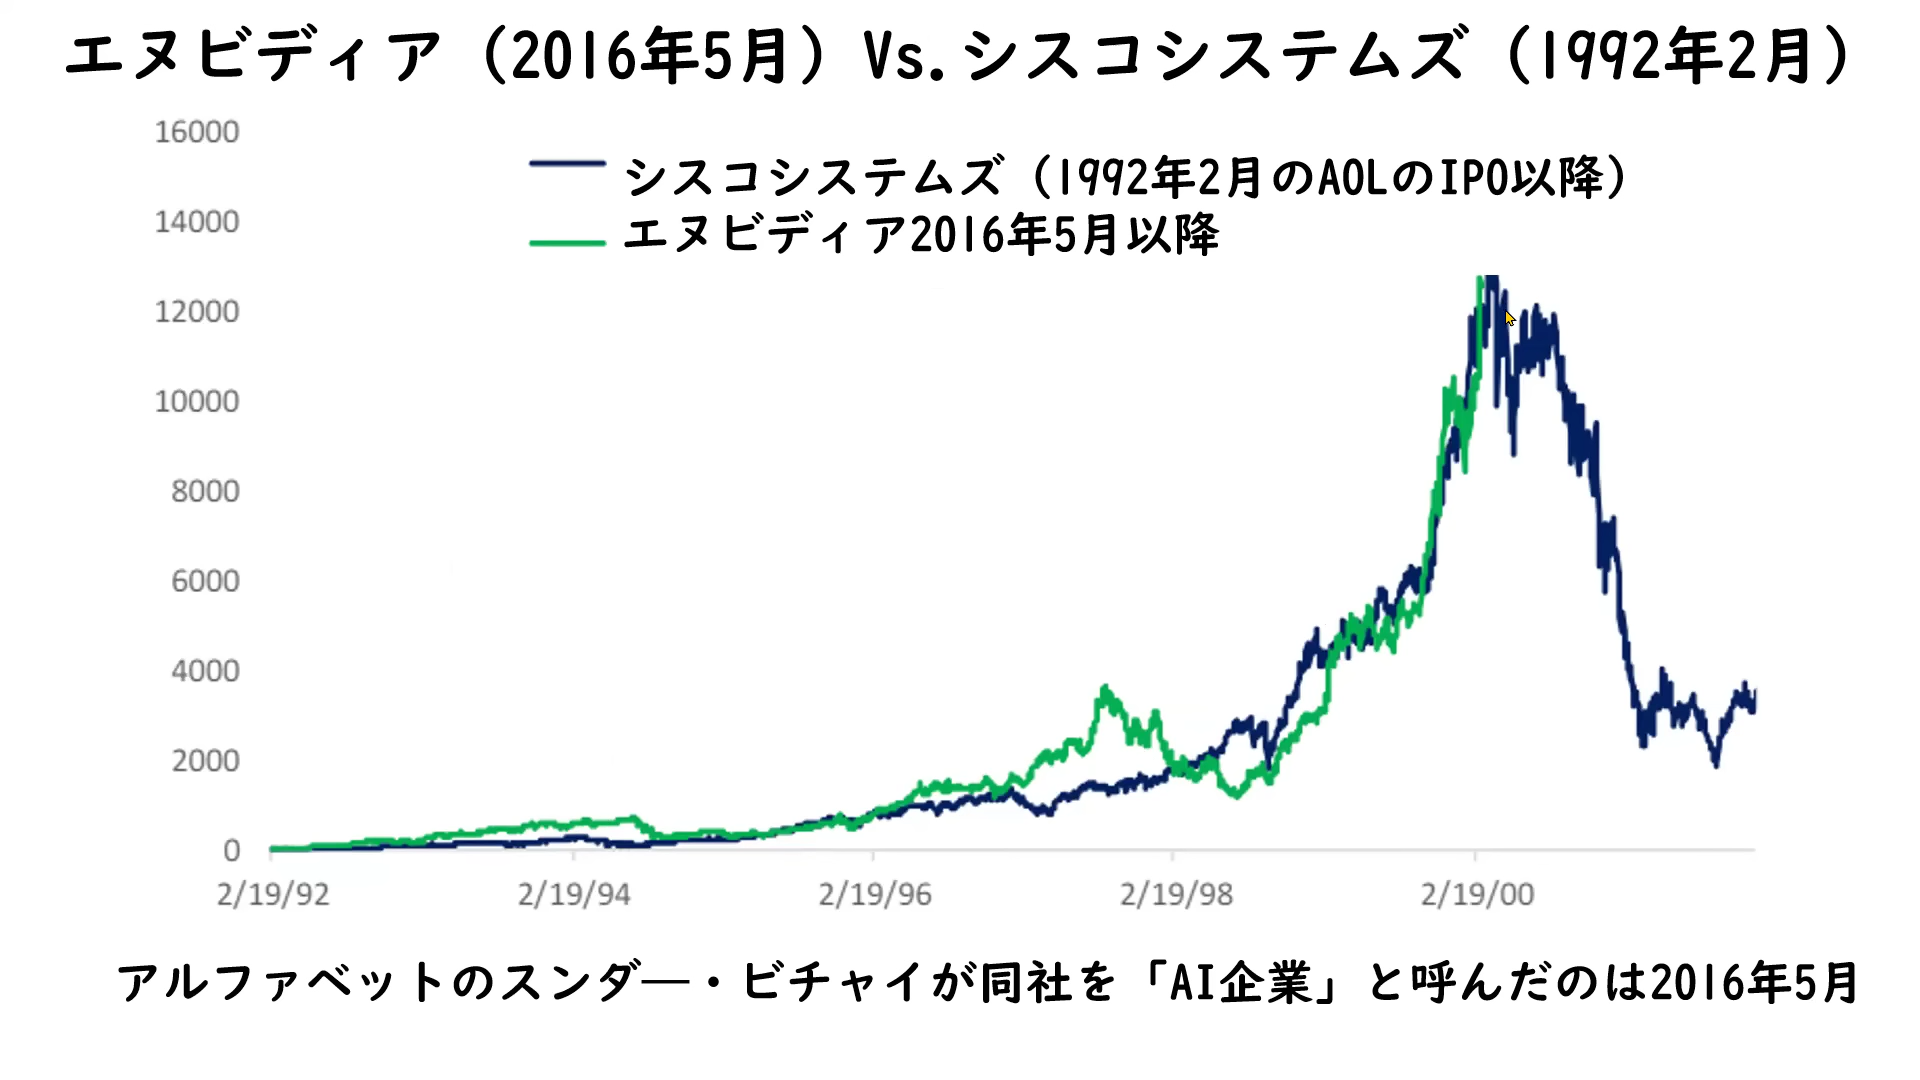 エヌビディア（2016年5月）Vs.シスコシステムズ（1992年2月）
16000
シスコシステムズ（1992年2月のAOLのIPO以降）
14000
エヌビディア2016年5月以降
12000
10000
8000
6000
4000
2000
0
2/19/92 2/19/94 2/19/96 2/19/98 2/19/00
アルファベットのスンダ―・ピチャイが同社を「AI企業」と呼んだのは2016年5月